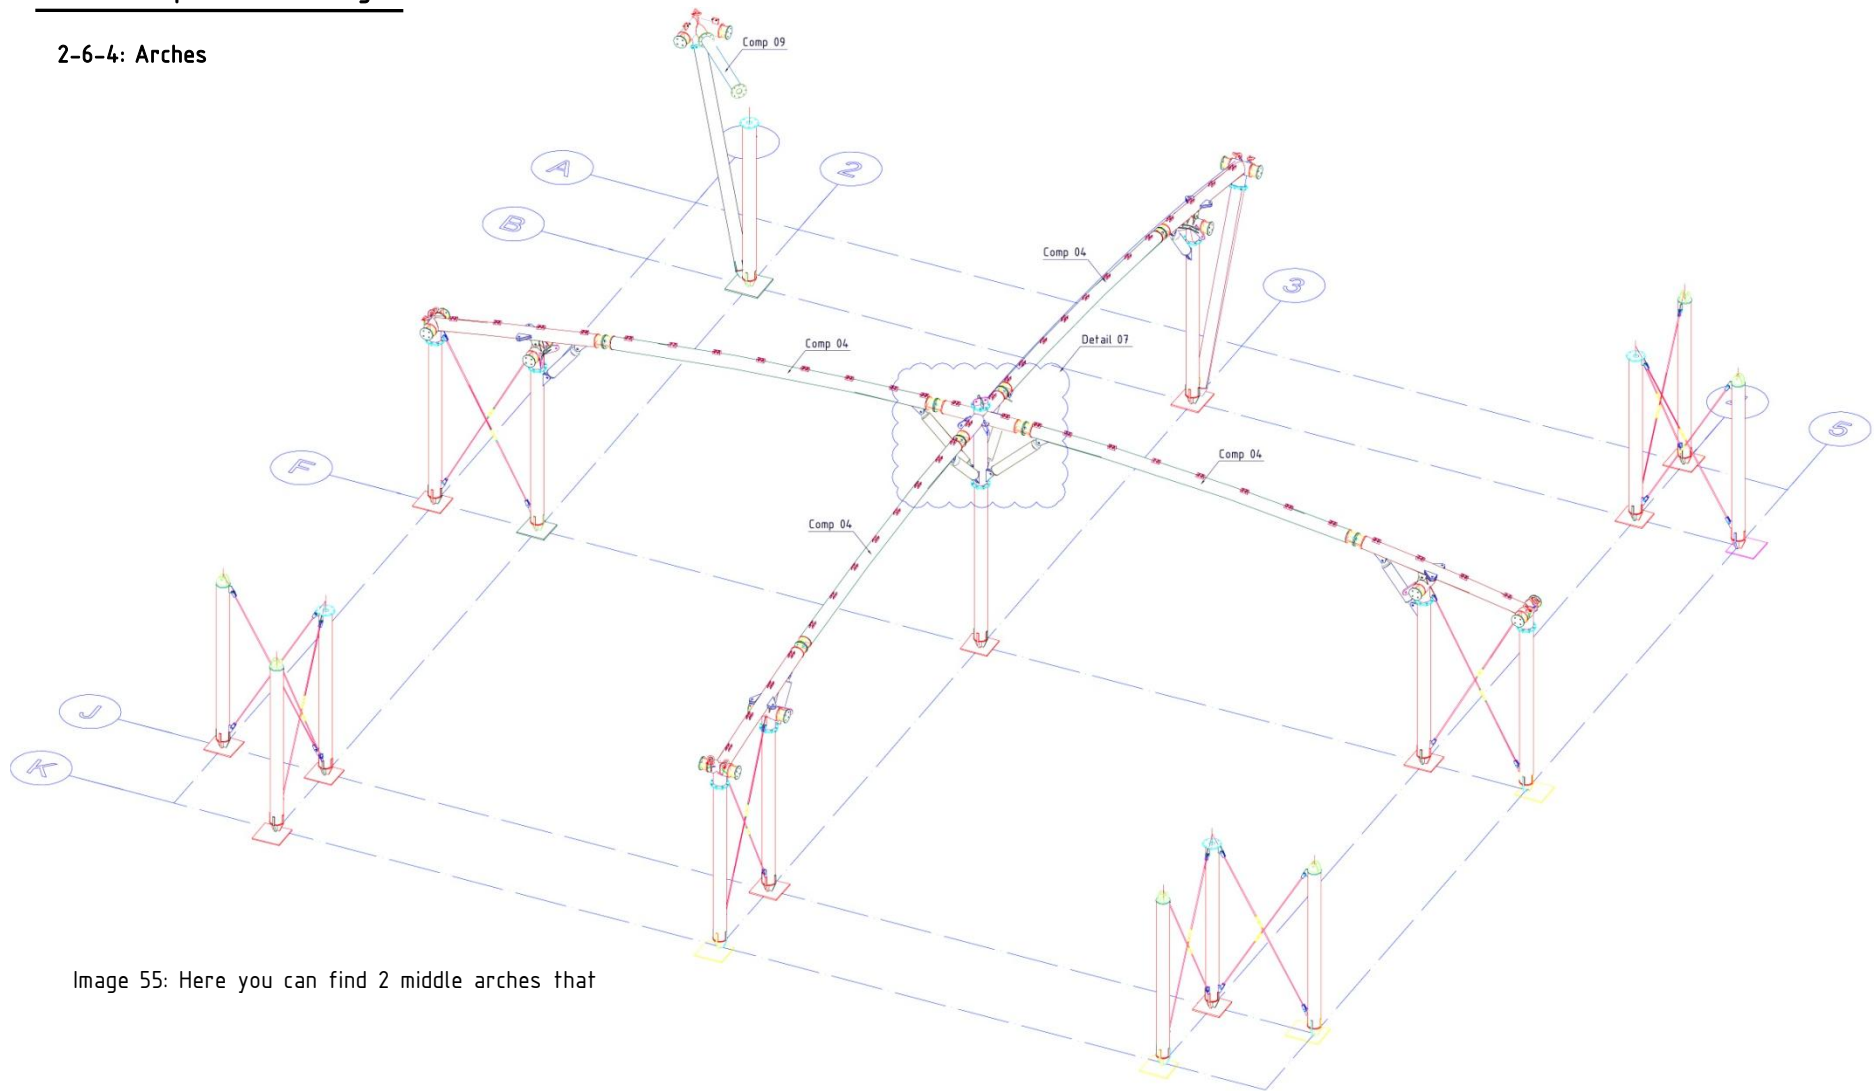 2-6-4: Arches
Comp 09
A
2
B
Comp 04
3
Comp 04
Detail 07
5
F
Comp 04
Comp 04
J
K
Image 55: Here you can find 2 middle arches that